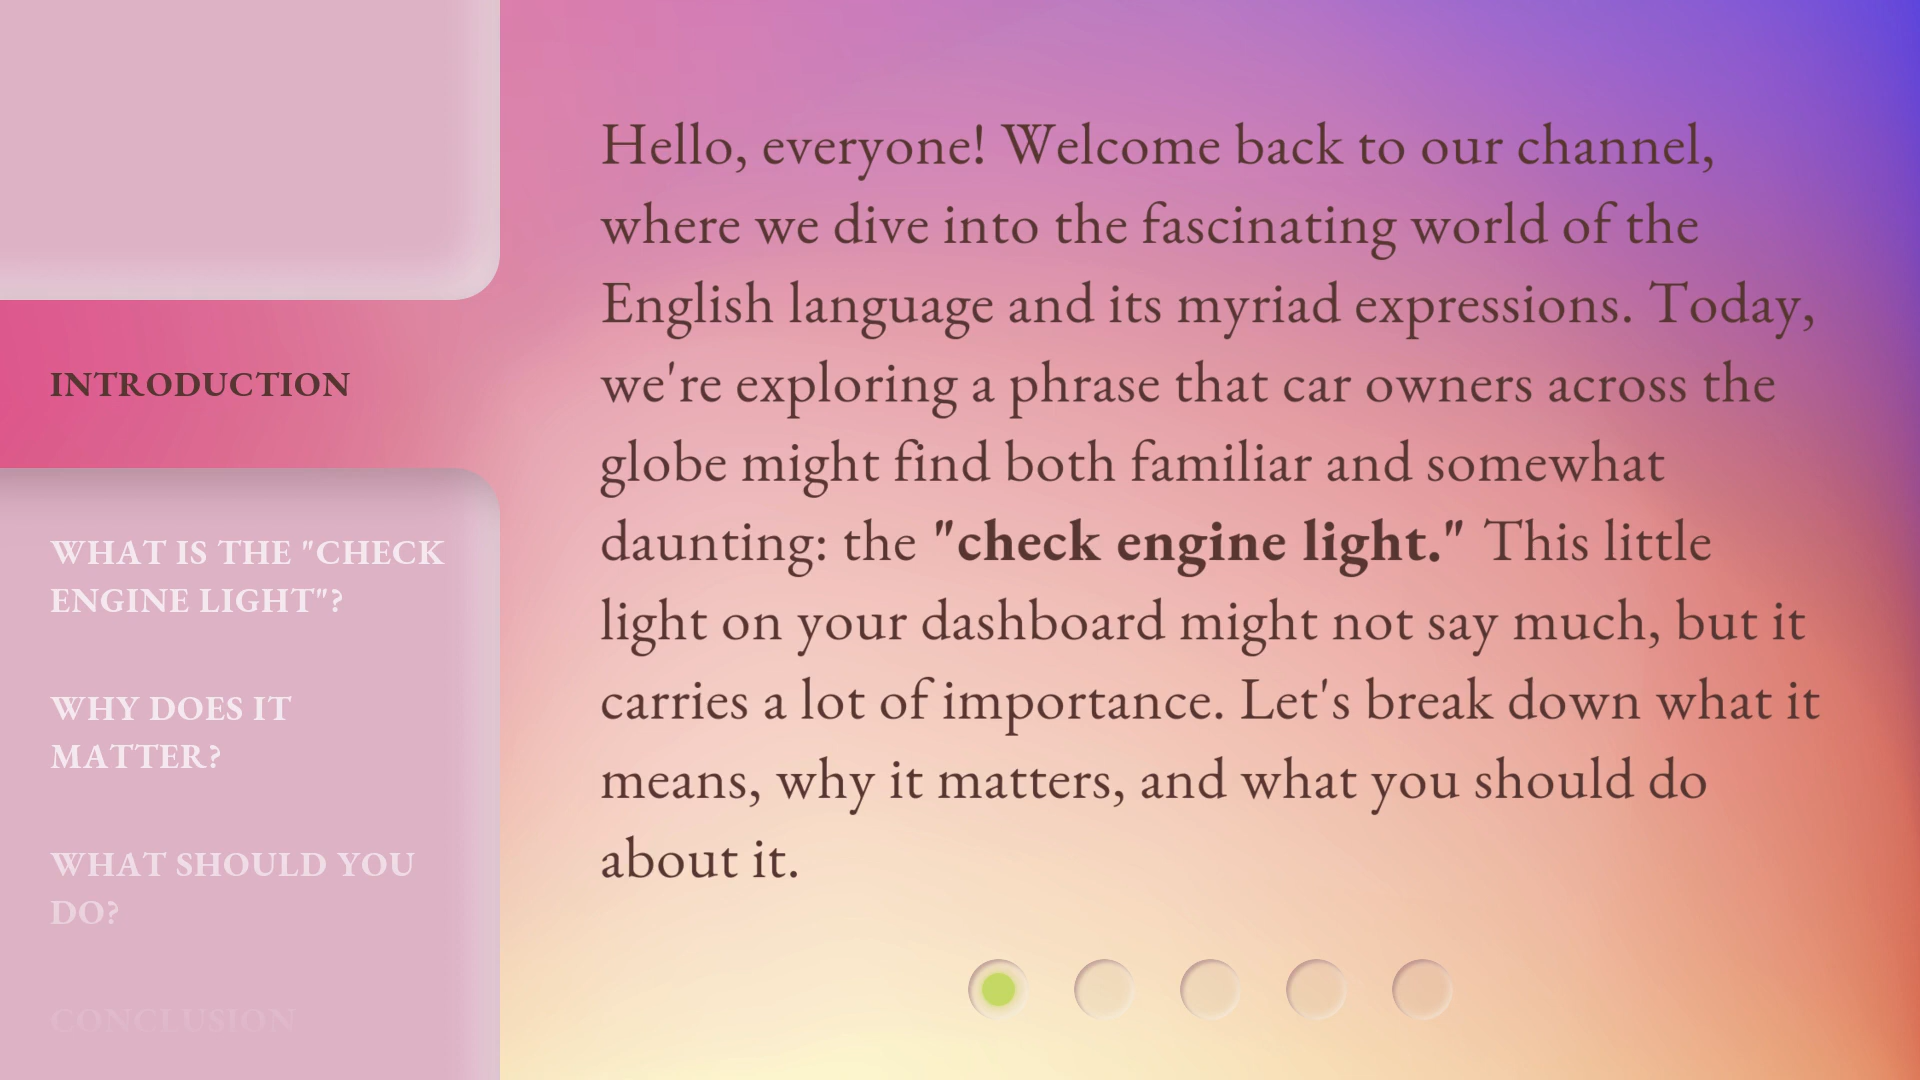 INTRODUCTION
WHAT IS THE "CHECK
ENGINE LIGHT"?
WHY DOES IT
MATTER?
WHAT SHOULD YOU
DO?
CONCLUSION
Hello, everyone! Welcome back to our channel,
where we dive into the fascinating world of the
English language and its myriad expressions. Today,
we're exploring a phrase that car owners across the
globe might find both familiar and somewhat
daunting: the "check engine light." This little
light on your dashboard might not say much, but it
carries a lot of importance. Let's break down what it
means, why it matters, and what you should do
about it.